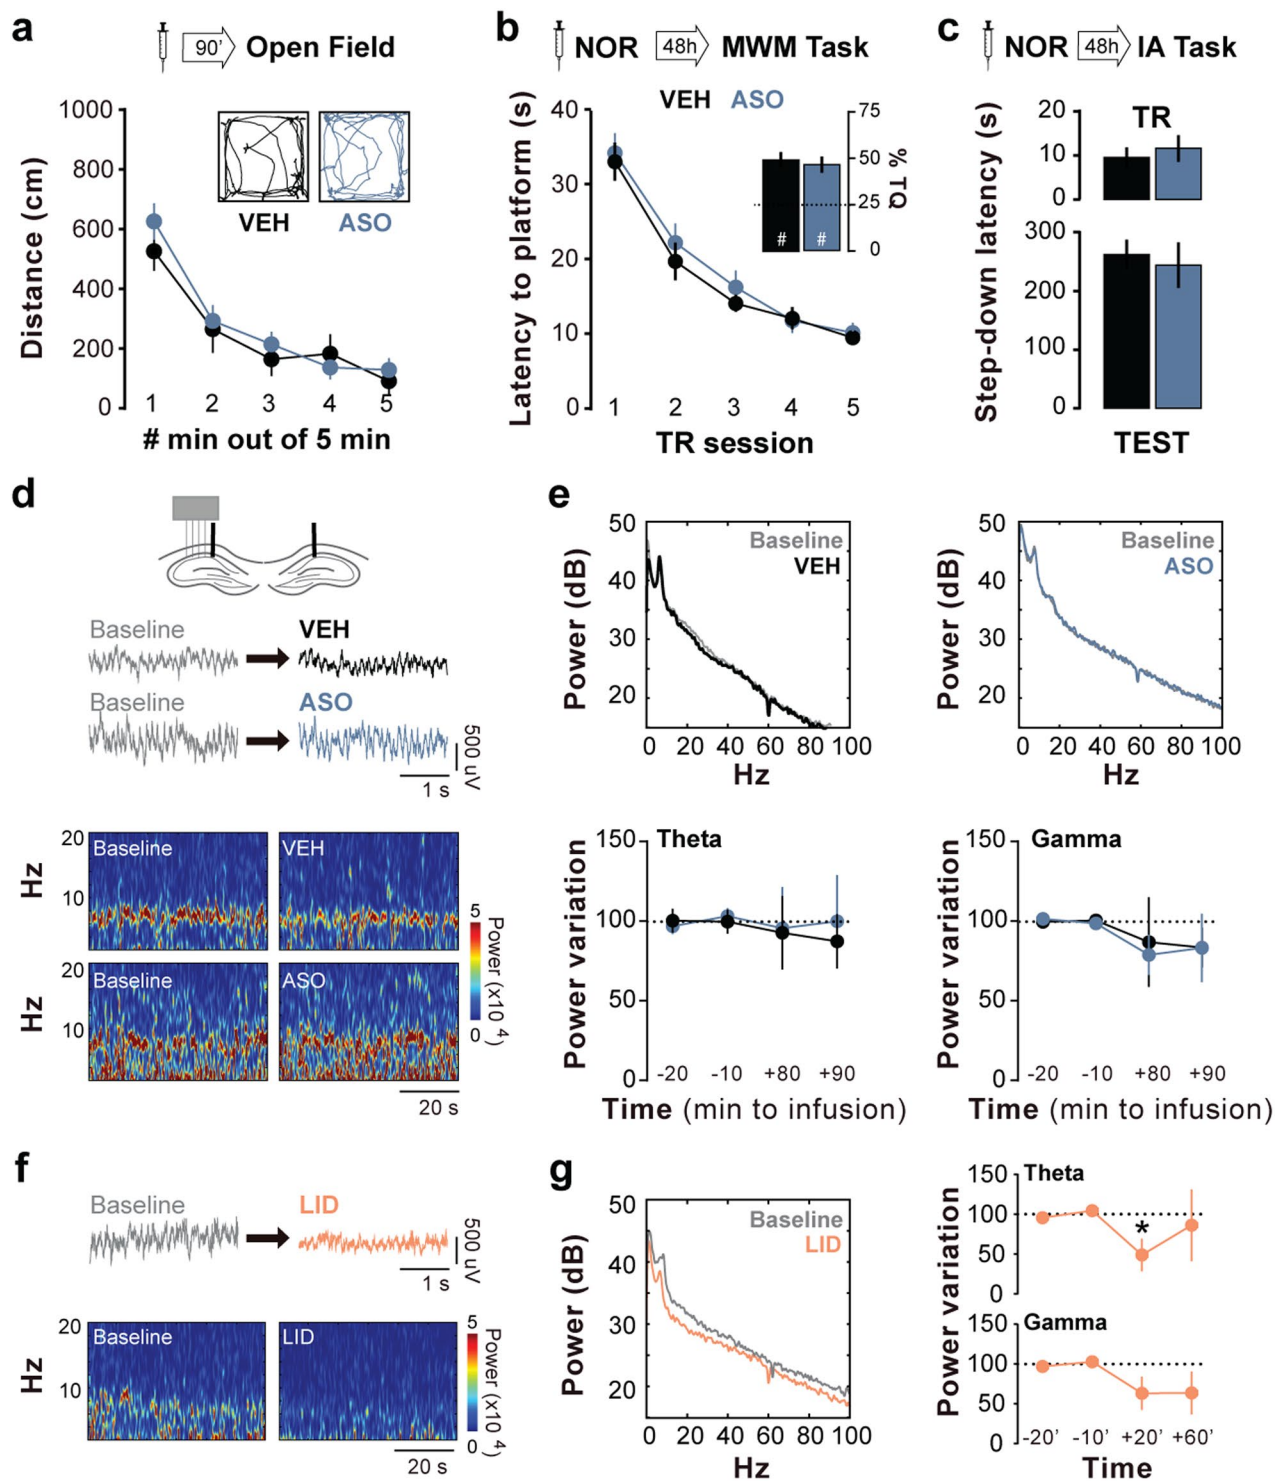 a
90' Open Field
1000
800
600
400
200
0
Distance (cm)
VEH ASO
1 2 3 4 5
# min out of 5 min
b
NOR 48h MWM Task
VEH ASO
40
30
20
10
0
Latency to platform (s)
75
50
25
0
% TQ
# #
1 2 3 4 5
TR session
c
NOR 48h IA Task
20
10
0
TR
300
200
100
0
Step-down latency (s)
TEST
d
Baseline VEH
Baseline ASO
500 uV
1 s
20
10
Hz
Baseline VEH
20
10
Hz
Baseline ASO
5
0
Power (x10 4)
20 s
e
50
40
30
20
Power (dB)
Baseline
VEH
0 20 40 60 80 100
Hz
50
40
30
20
Power (dB)
Baseline
ASO
0 20 40 60 80 100
Hz
150
100
50
0
Power variation
Theta
-20 -10 +80 +90
Time (min to infusion)
150
100
50
0
Power variation
Gamma
-20 -10 +80 +90
Time (min to infusion)
f
Baseline LID
500 uV
1 s
20
10
Hz
Baseline LID
5
0
Power (x10 4)
20 s
g
50
40
30
20
Power (dB)
Baseline
LID
0 20 40 60 80 100
Hz
Power variation
150
100
50
0
Theta
*
150
100
50
0
Gamma
-20' -10' +20' +60'
Time